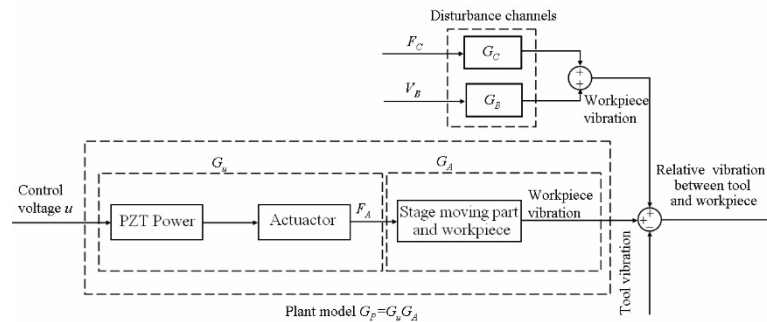 Disturbance channels
F_C
G_C
+
+
V_B
G_B
Workpiece
vibration
G_u
G_A
Control
voltage u
PZT Power
Actuactor
F_A
Stage moving part
and workpiece
Workpiece
vibration
+
+
−
Relative vibration
between tool
and workpiece
Tool vibration
Plant model G_P=G_uG_A